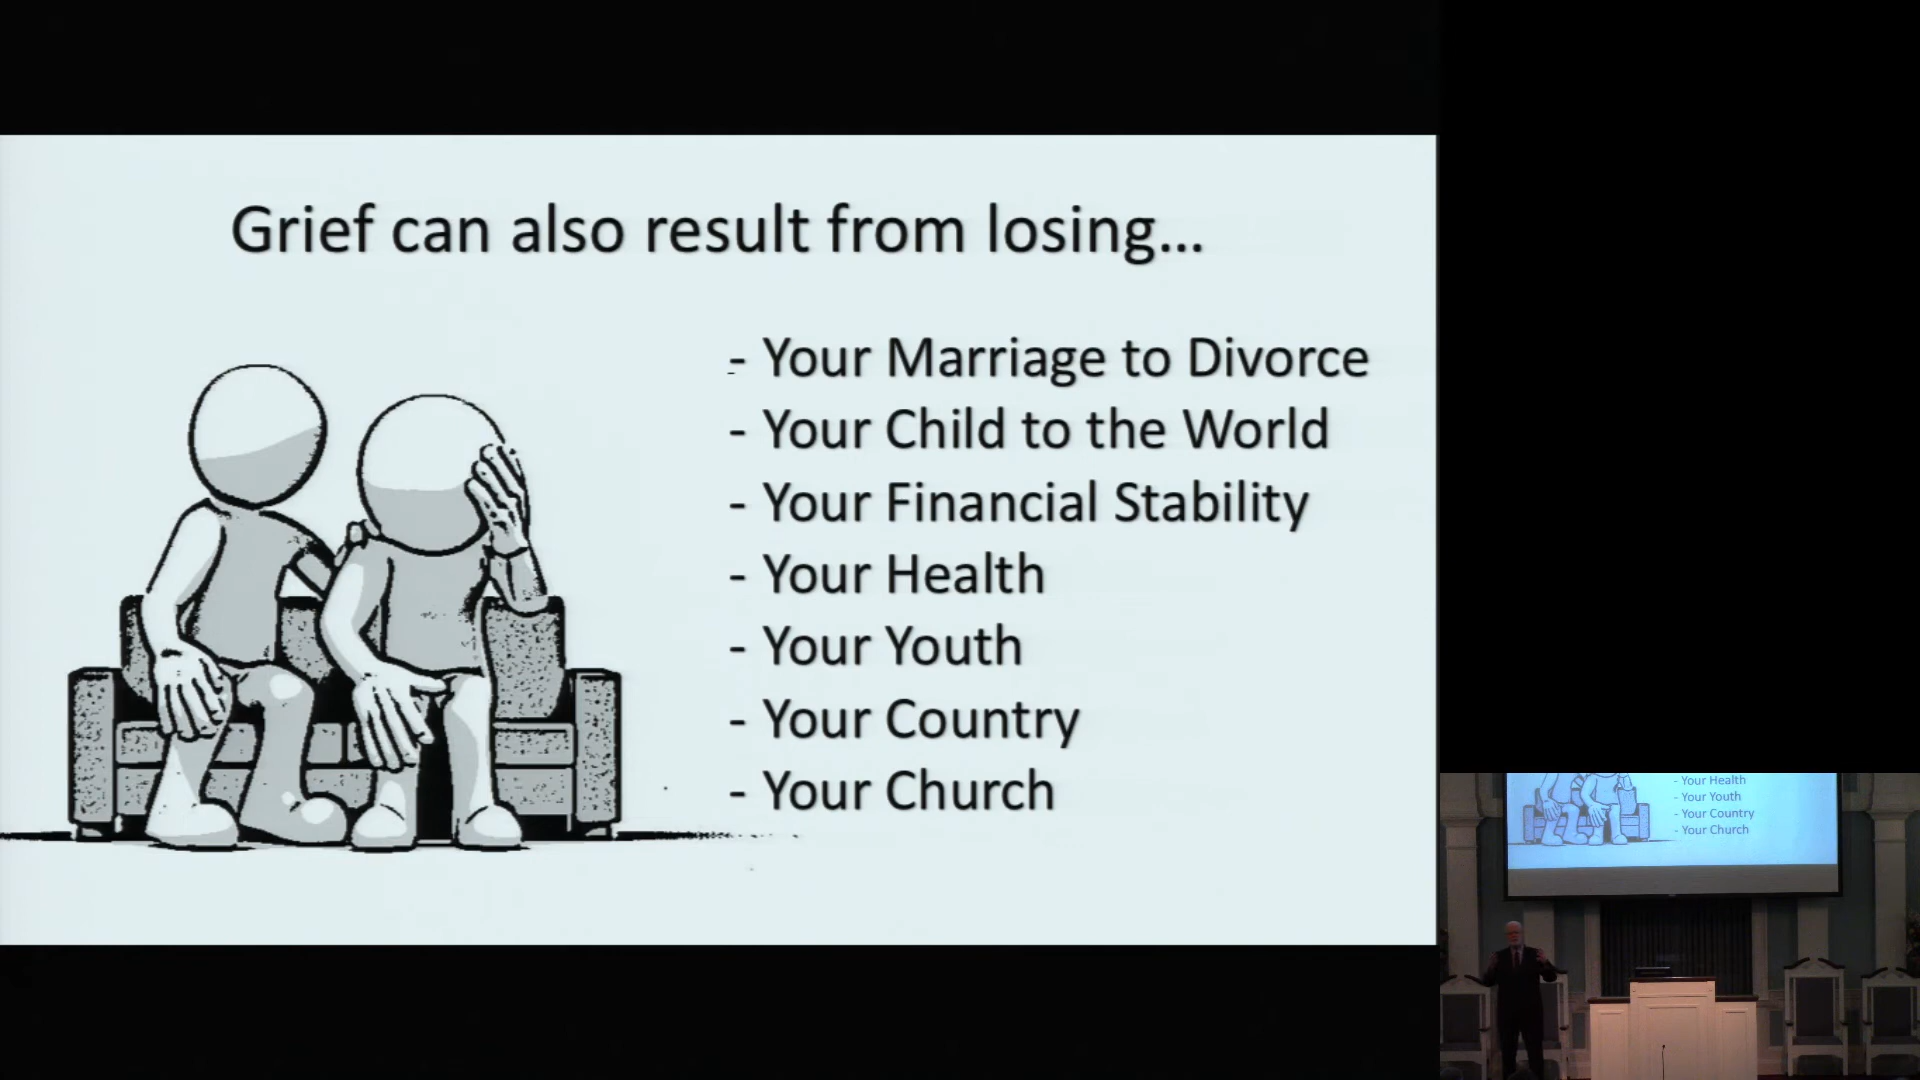 Grief can also result from losing...
- Your Marriage to Divorce
- Your Child to the World
- Your Financial Stability
- Your Health
- Your Youth
- Your Country
- Your Church
- Your Health
- Your Youth
- Your Country
- Your Church